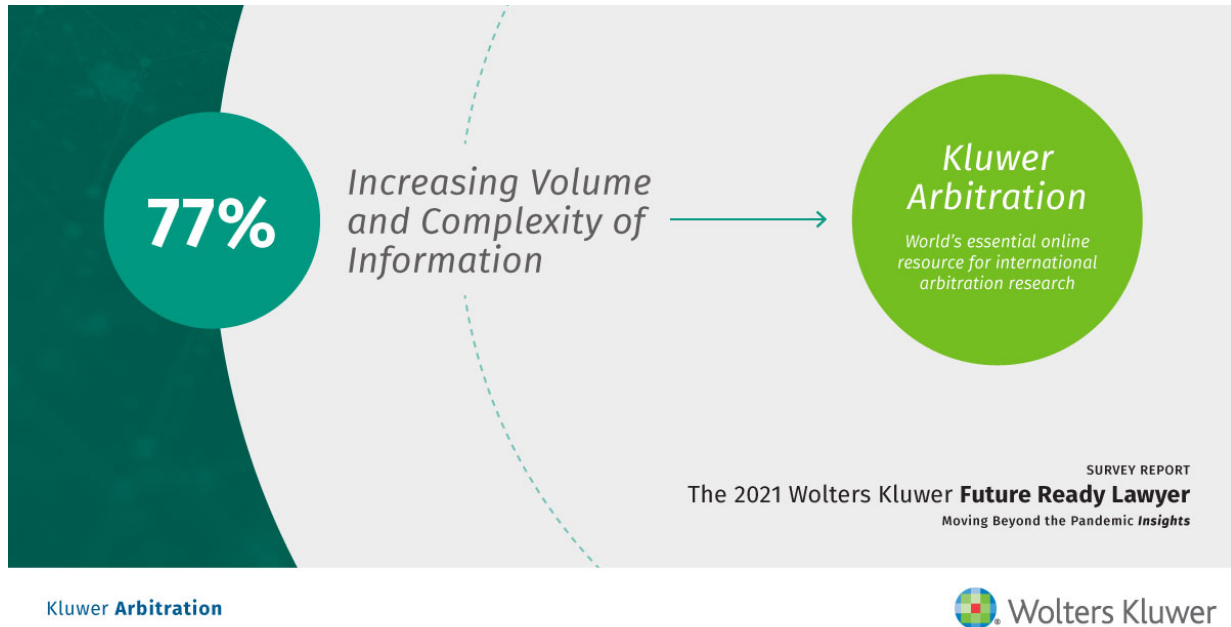 77%
Increasing Volume
and Complexity of
Information
Kluwer
Arbitration
World’s essential online
resource for international
arbitration research
SURVEY REPORT
The 2021 Wolters Kluwer Future Ready Lawyer
Moving Beyond the Pandemic Insights
Kluwer Arbitration
Wolters Kluwer